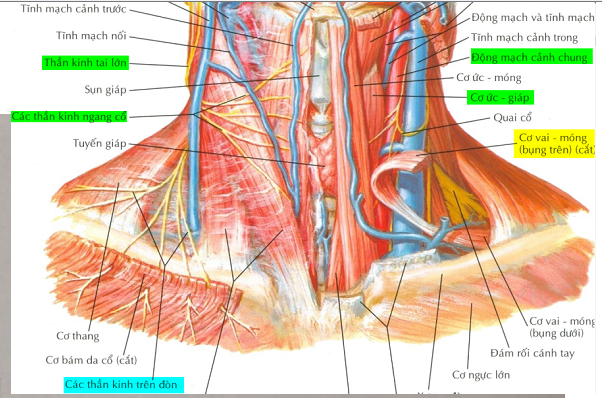 Tĩnh mạch cảnh trước
Tĩnh mạch nối
Thần kinh tai lớn
Sụn giáp
Các thần kinh ngang cổ
Tuyến giáp
Cơ thang
Cơ bám da cổ (cắt)
Các thần kinh trên đòn
Động mạch và tĩnh mạch
Tĩnh mạch cảnh trong
Động mạch cảnh chung
Cơ ức - móng
Cơ ức - giáp
Quai cổ
Cơ vai - móng
(bụng trên) (cắt)
Cơ vai - móng
(bụng dưới)
Đám rối cánh tay
Cơ ngực lớn